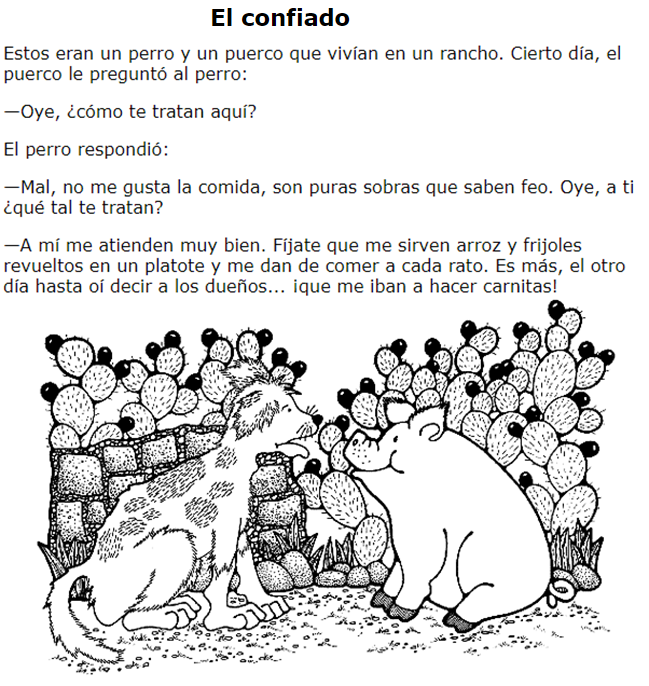 El confiado
Estos eran un perro y un puerco que vivían en un rancho. Cierto día, el
puerco le preguntó al perro:
—Oye, ¿cómo te tratan aquí?
El perro respondió:
—Mal, no me gusta la comida, son puras sobras que saben feo. Oye, a ti
¿qué tal te tratan?
—A mí me atienden muy bien. Fíjate que me sirven arroz y frijoles
revueltos en un platote y me dan de comer a cada rato. Es más, el otro
día hasta oí decir a los dueños... ¡que me iban a hacer carnitas!